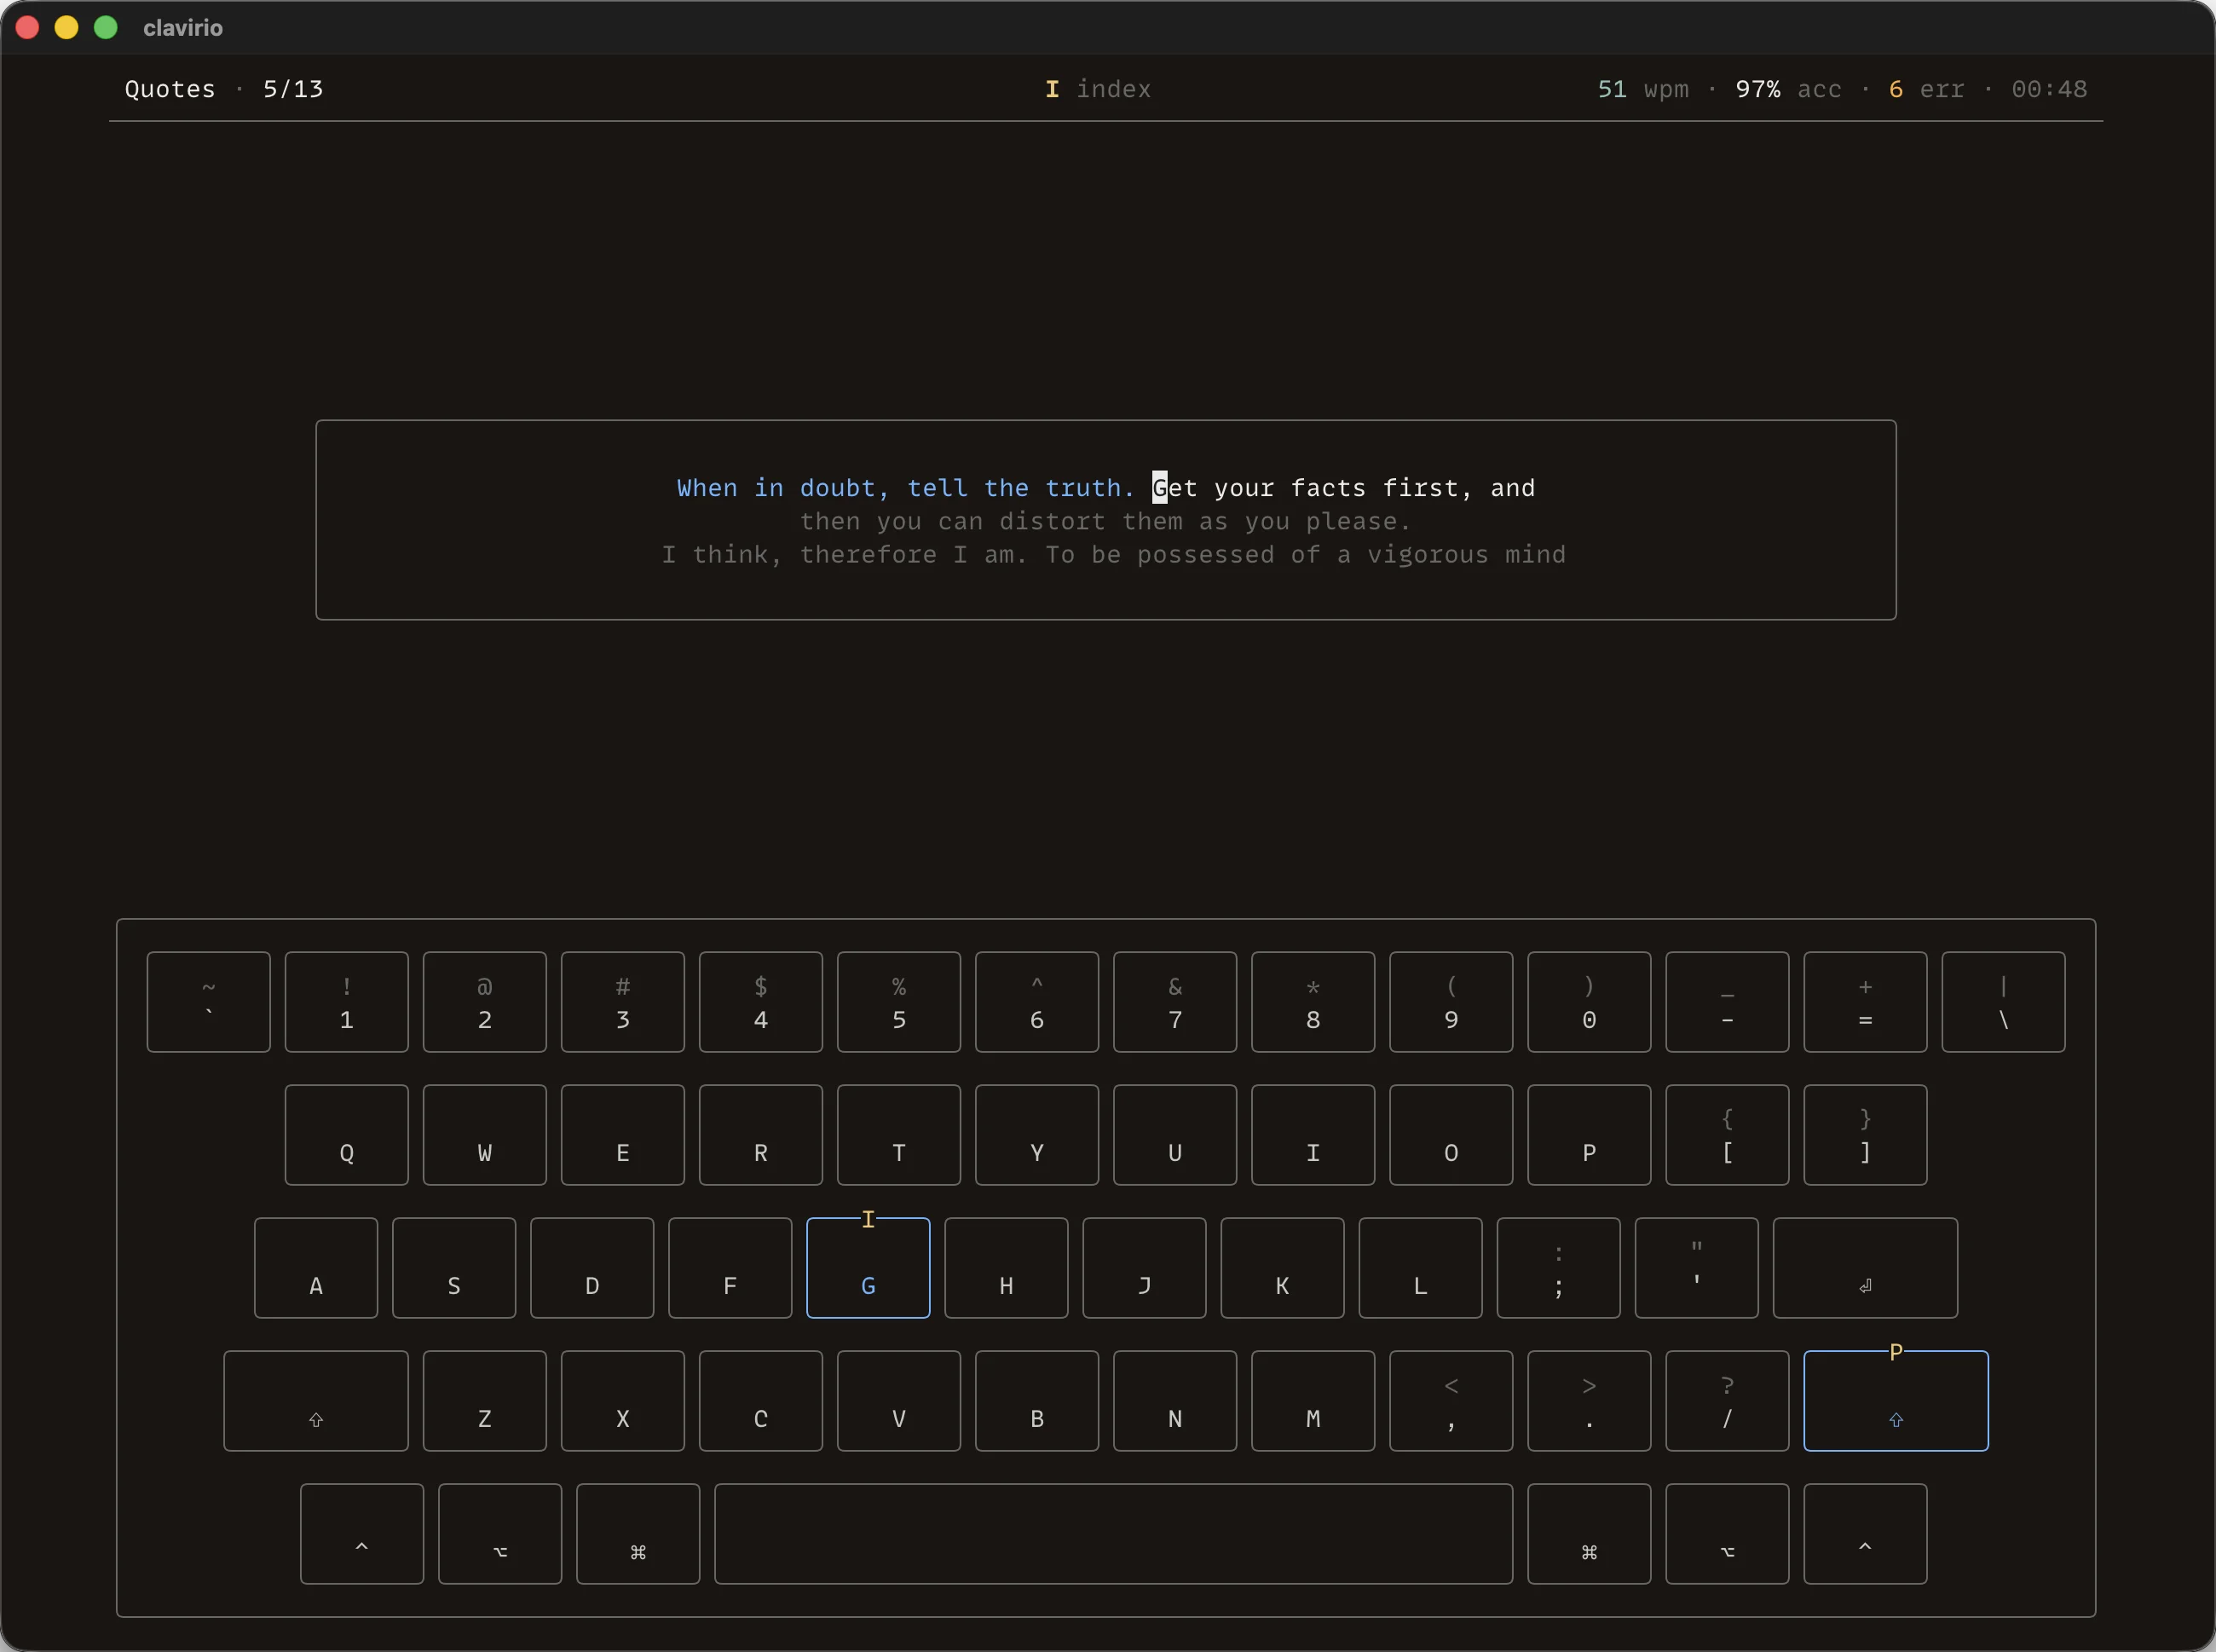 clavirio
Quotes · 5/13 I index 51 wpm · 97% acc · 6 err · 00:48
When in doubt, tell the truth. Get your facts first, and
then you can distort them as you please.
I think, therefore I am. To be possessed of a vigorous mind
~ ! @ # $ % ^ & * ( ) _ + |
` 1 2 3 4 5 6 7 8 9 0 - = \
{ }
Q W E R T Y U I O P [ ]
I
: "
A S D F G H J K L ; ' ⏎
P
< > ?
⇧ Z X C V B N M , . / ⇧
^ ⌥ ⌘ ⌘ ⌥ ^